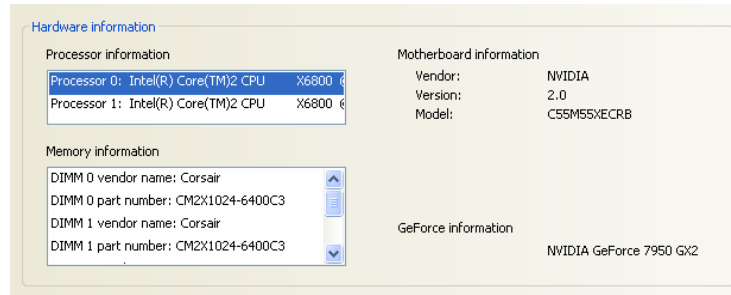 Hardware information
Processor information
Processor 0: Intel(R) Core(TM)2 CPU X6800 @
Processor 1: Intel(R) Core(TM)2 CPU X6800 @
Memory information
DIMM 0 vendor name: Corsair
DIMM 0 part number: CM2X1024-6400C3
DIMM 1 vendor name: Corsair
DIMM 1 part number: CM2X1024-6400C3
Motherboard information
Vendor: NVIDIA
Version: 2.0
Model: C55M55XECRB
GeForce information
NVIDIA GeForce 7950 GX2